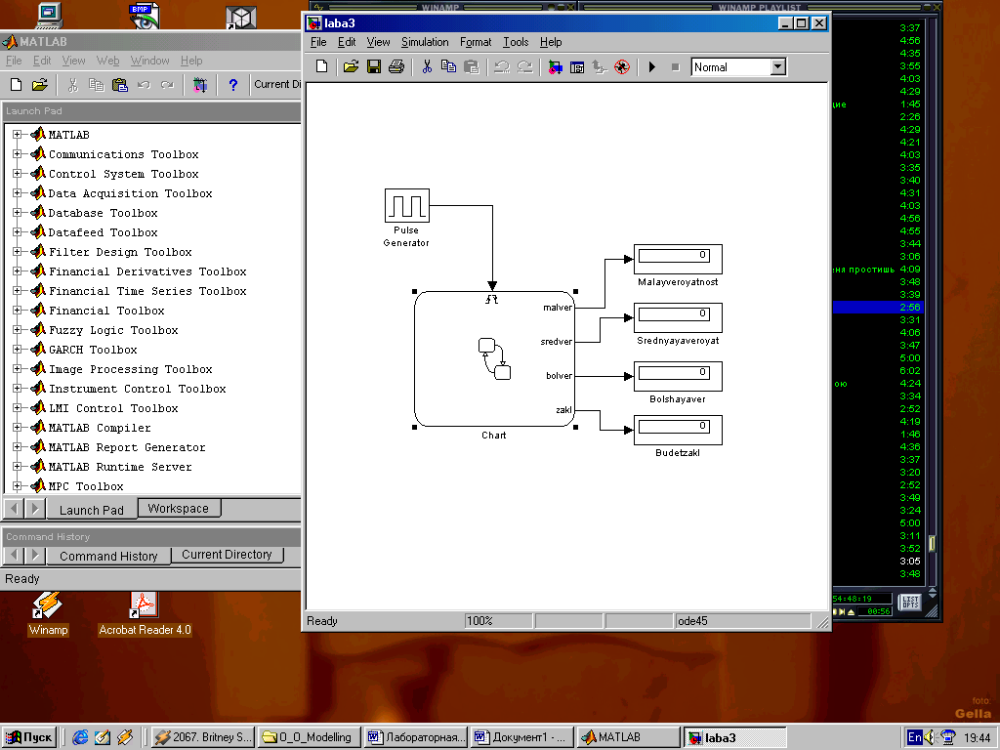 BMP
WINAMP
WINAMP PLAYLIST
MATLAB
File Edit View Web Window Help
Current Di
Launch Pad
MATLAB
Communications Toolbox
Control System Toolbox
Data Acquisition Toolbox
Database Toolbox
Datafeed Toolbox
Filter Design Toolbox
Financial Derivatives Toolbox
Financial Time Series Toolbox
Financial Toolbox
Fuzzy Logic Toolbox
GARCH Toolbox
Image Processing Toolbox
Instrument Control Toolbox
LMI Control Toolbox
MATLAB Compiler
MATLAB Report Generator
MATLAB Runtime Server
MPC Toolbox
Launch Pad Workspace
Command History
Command History Current Directory
Ready
laba3
File Edit View Simulation Format Tools Help
Normal
Pulse
Generator
malver
sredver
bolver
zakl
Chart
0
Malayveroyatnost
0
Srednyayaveroyat
0
Bolshayaver
0
Budetzakl
Ready 100% ode45
3:37
4:56
4:35
3:55
4:03
4:29
щие 1:45
2:26
4:29
4:21
4:03
3:35
3:40
4:31
4:03
4:56
4:55
3:44
3:06
на простишь 4:09
3:48
3:39
2:56
3:31
4:06
3:47
5:00
6:02
ою 4:24
3:34
2:52
4:19
1:46
4:36
3:37
3:20
2:52
3:49
3:24
5:00
3:11
3:52
3:05
3:48
54:48:19
00:56
LIST
OPTS
Winamp
Acrobat Reader 4.0
foto:
Gella
Пуск
2067. Britney S...
O_O_Modelling
Лабораторная...
Документ1 - ...
MATLAB
laba3
En
19:44